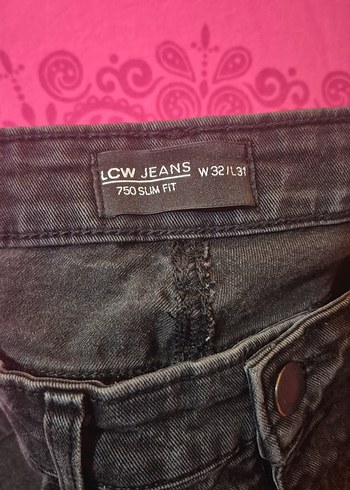 LCW JEANS W 32 / L 31
750 SLIM FIT